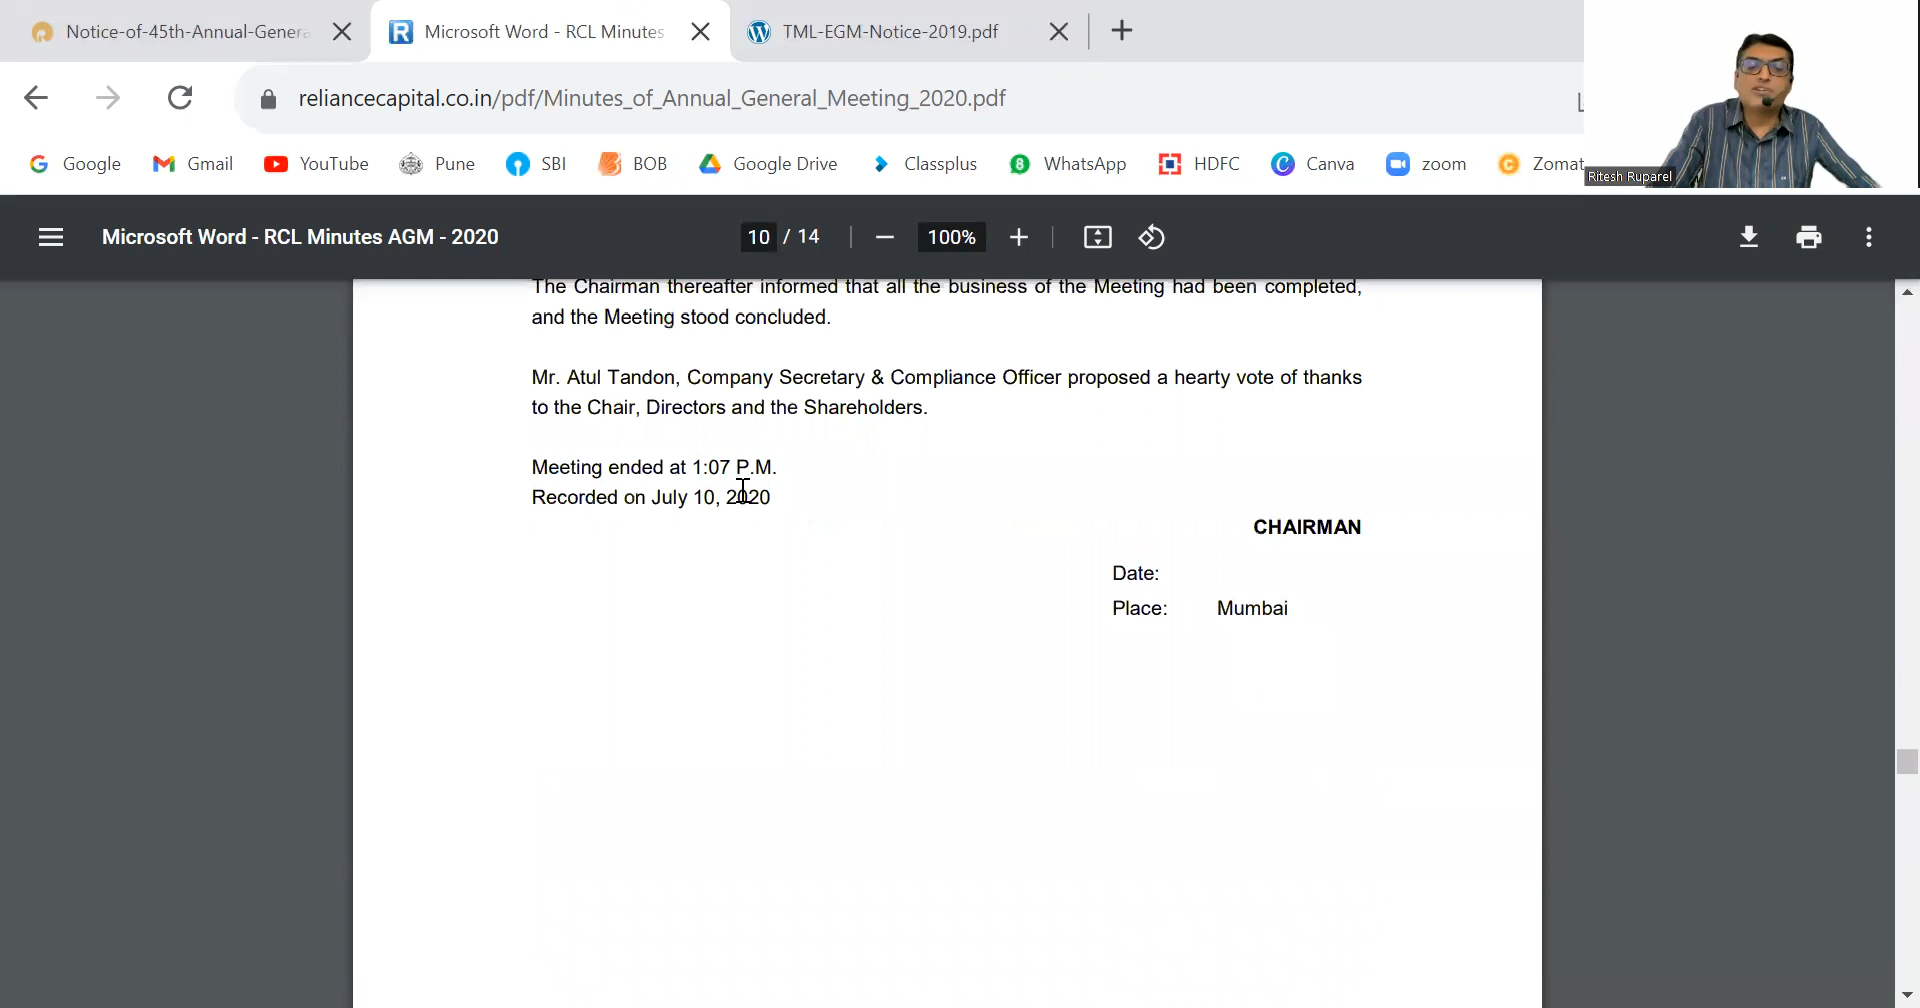 Notice-of-45th-Annual-Genera
Microsoft Word - RCL Minutes
TML-EGM-Notice-2019.pdf
reliancecapital.co.in/pdf/Minutes_of_Annual_General_Meeting_2020.pdf
Google Gmail YouTube Pune SBI BOB Google Drive Classplus WhatsApp HDFC Canva zoom Zomat
Ritesh Ruparel
Microsoft Word - RCL Minutes AGM - 2020
10 / 14
100%
The Chairman thereafter informed that all the business of the Meeting had been completed,
and the Meeting stood concluded.
Mr. Atul Tandon, Company Secretary & Compliance Officer proposed a hearty vote of thanks
to the Chair, Directors and the Shareholders.
Meeting ended at 1:07 P.M.
Recorded on July 10, 2020
CHAIRMAN
Date:
Place: Mumbai